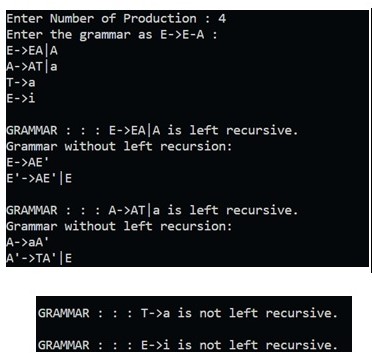 Enter Number of Production : 4
Enter the grammar as E->E-A :
E->EA|A
A->AT|a
T->a
E->i
GRAMMAR : : : E->EA|A is left recursive.
Grammar without left recursion:
E->AE'
E'->AE'|E
GRAMMAR : : : A->AT|a is left recursive.
Grammar without left recursion:
A->aA'
A'->TA'|E
GRAMMAR : : : T->a is not left recursive.
GRAMMAR : : : E->i is not left recursive.